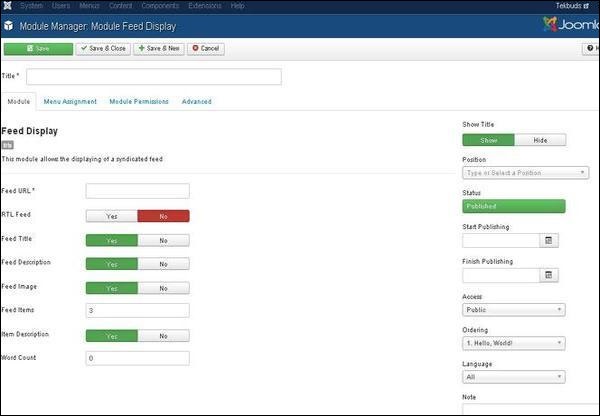 System Users Menus Content Components Extensions Help Tekbuds
Module Manager: Module Feed Display
Save Save & Close Save & New Cancel
Title *
Module Menu Assignment Module Permissions Advanced
Feed Display
Site
This module allows the displaying of a syndicated feed
Feed URL *
RTL Feed Yes No
Feed Title Yes No
Feed Description Yes No
Feed Image Yes No
Feed Items 3
Item Description Yes No
Word Count 0
Show Title
Show Hide
Position
Type or Select a Position
Status
Published
Start Publishing
Finish Publishing
Access
Public
Ordering
1. Hello, World!
Language
All
Note